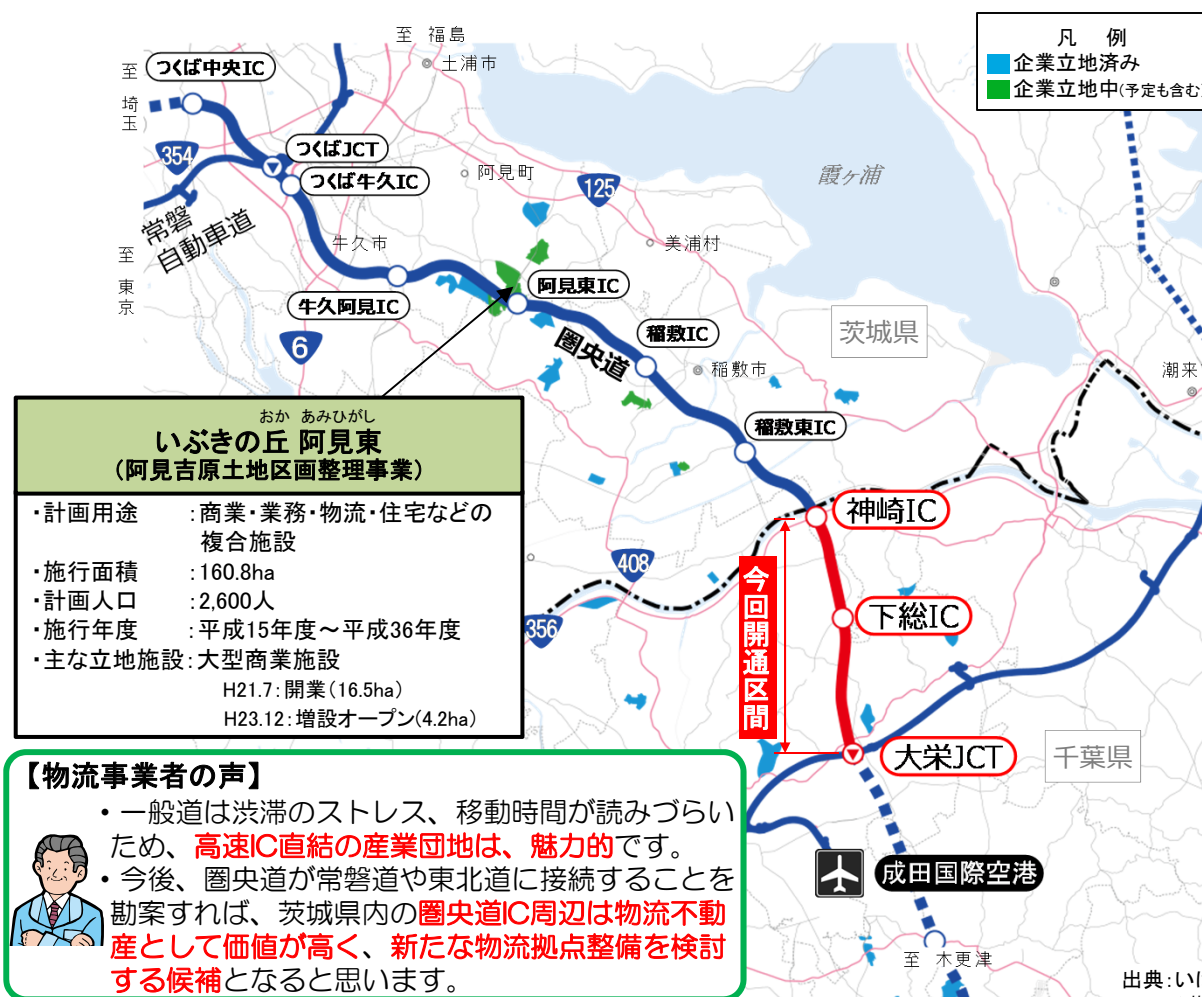 凡 例
企業立地済み
企業立地中(予定も含む
至 福島
土浦市
至 埼玉
つくば中央IC
354
つくばJCT
つくば牛久IC
阿見町
125
霞ヶ浦
常磐
自動車道
至 東京
牛久市
美浦村
牛久阿見IC
阿見東IC
6
圏央道
稲敷IC
稲敷市
茨城県
潮来
稲敷東IC
おか あみひがし
いぶきの丘 阿見東
(阿見吉原土地区画整理事業)
・計画用途 :商業・業務・物流・住宅などの
複合施設
・施行面積 :160.8ha
・計画人口 :2,600人
・施行年度 :平成15年度～平成36年度
・主な立地施設:大型商業施設
H21.7:開業(16.5ha)
H23.12:増設オープン(4.2ha)
神崎IC
408
356
今回開通区間
下総IC
大栄JCT
千葉県
成田国際空港
至 木更津
【物流事業者の声】
・一般道は渋滞のストレス、移動時間が読みづらい
ため、高速IC直結の産業団地は、魅力的です。
・今後、圏央道が常磐道や東北道に接続することを
勘案すれば、茨城県内の圏央道IC周辺は物流不動
産として価値が高く、新たな物流拠点整備を検討
する候補となると思います。
出典:い